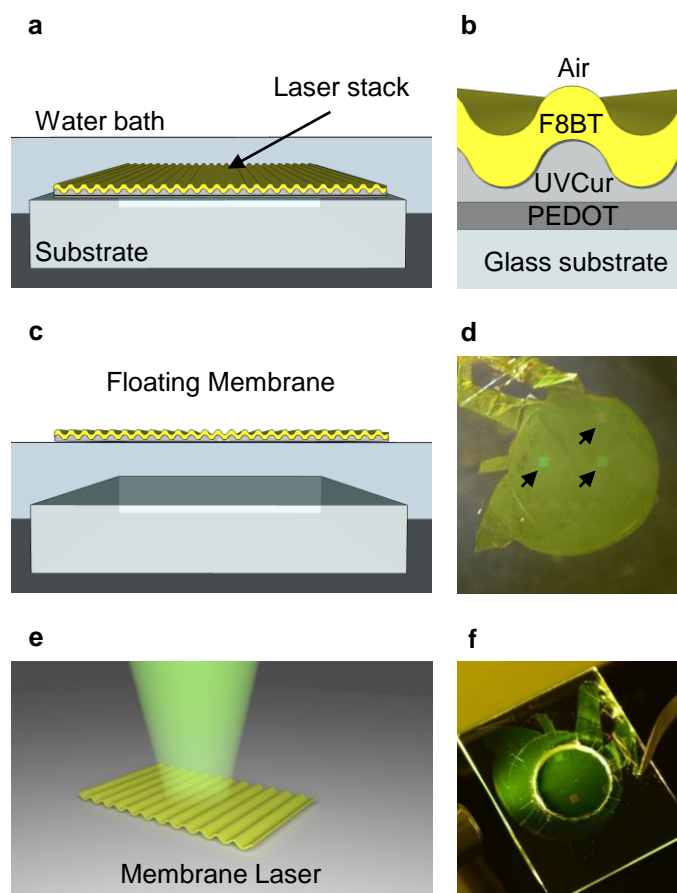 a
b
Laser stack
Water bath
Substrate
Air
F8BT
UVCur
PEDOT
Glass substrate
c
d
Floating Membrane
e
f
Membrane Laser